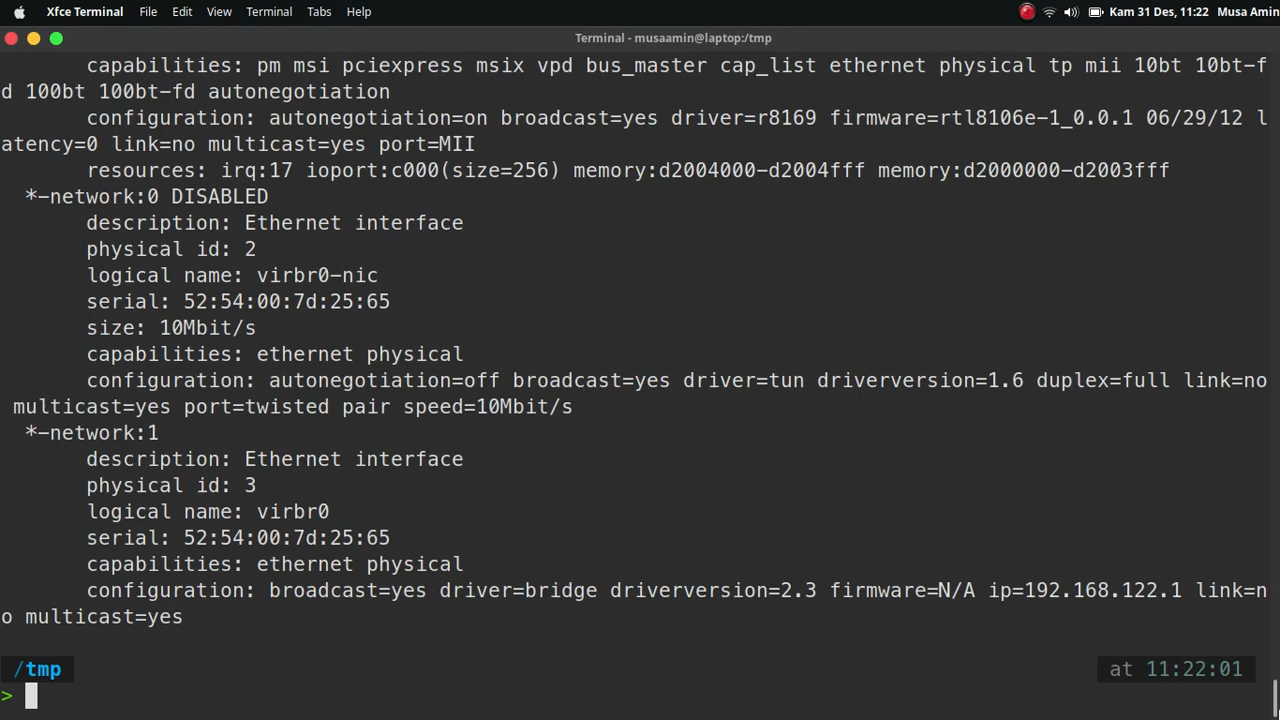 Xfce Terminal File Edit View Terminal Tabs Help Kam 31 Des, 11:22 Musa Amin
Terminal - musaamin@laptop:/tmp
capabilities: pm msi pciexpress msix vpd bus_master cap_list ethernet physical tp mii 10bt 10bt-f
d 100bt 100bt-fd autonegotiation
configuration: autonegotiation=on broadcast=yes driver=r8169 firmware=rtl8106e-1_0.0.1 06/29/12 l
atency=0 link=no multicast=yes port=MII
resources: irq:17 ioport:c000(size=256) memory:d2004000-d2004fff memory:d2000000-d2003fff
*-network:0 DISABLED
description: Ethernet interface
physical id: 2
logical name: virbr0-nic
serial: 52:54:00:7d:25:65
size: 10Mbit/s
capabilities: ethernet physical
configuration: autonegotiation=off broadcast=yes driver=tun driverversion=1.6 duplex=full link=no
multicast=yes port=twisted pair speed=10Mbit/s
*-network:1
description: Ethernet interface
physical id: 3
logical name: virbr0
serial: 52:54:00:7d:25:65
capabilities: ethernet physical
configuration: broadcast=yes driver=bridge driverversion=2.3 firmware=N/A ip=192.168.122.1 link=n
o multicast=yes
/tmp at 11:22:01
>